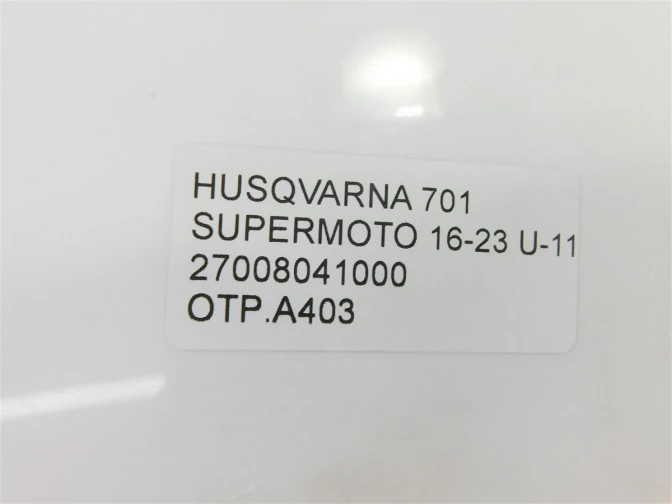 HUSQVARNA 701
SUPERMOTO 16-23 U-11
27008041000
OTP.A403